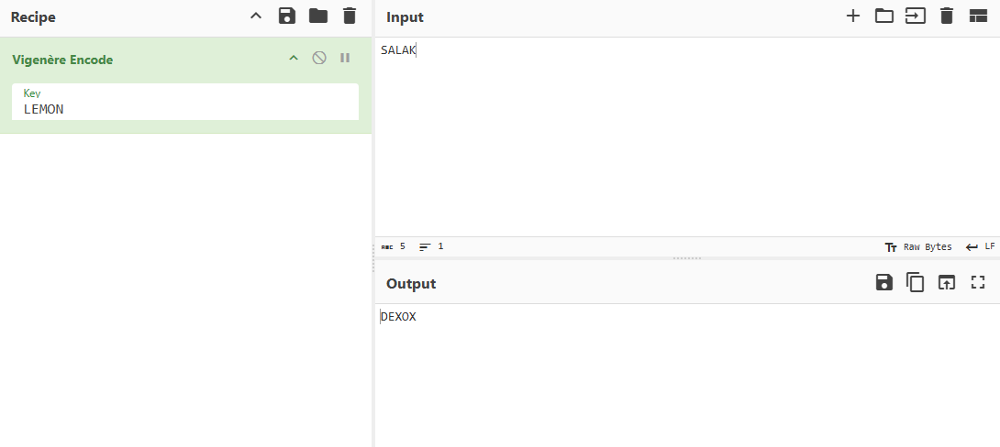 Recipe
Vigenère Encode
Key
LEMON
Input
SALAK
ABC 5 1
Raw Bytes LF
Output
DEXOX